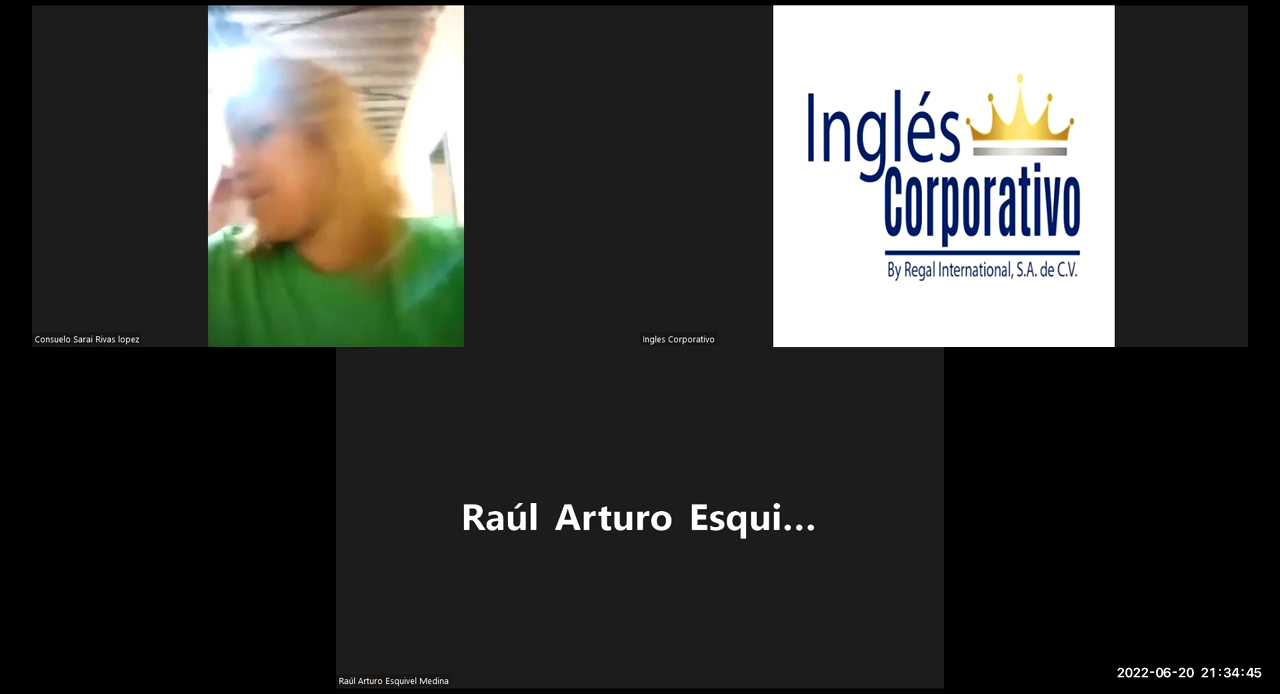 Inglés
Corporativo
By Regal International, S.A. de C.V.
Consuelo Sarai Rivas lopez
Ingles Corporativo
Raúl Arturo Esqui...
Raúl Arturo Esquivel Medina
2022-06-20 21:34:45